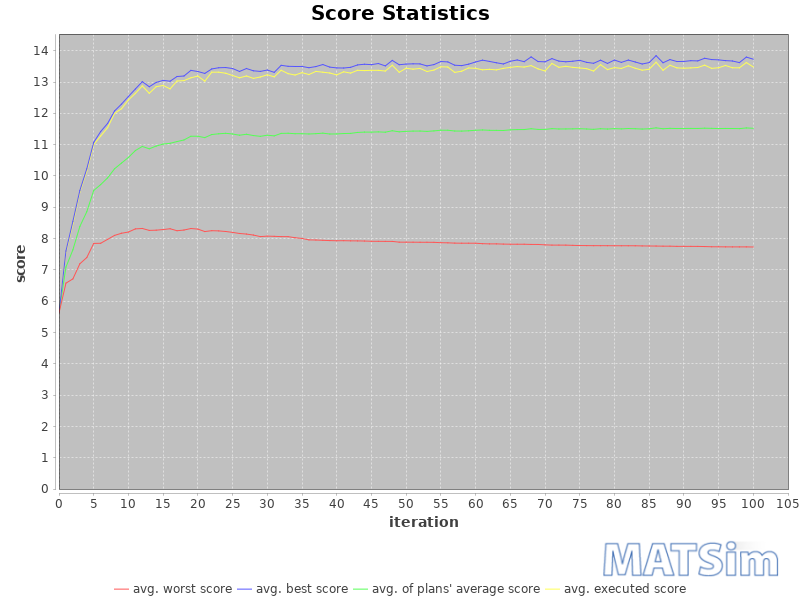 Score Statistics
14
13
12
11
10
9
8
7
6
5
4
3
2
1
0
score
0 5 10 15 20 25 30 35 40 45 50 55 60 65 70 75 80 85 90 95 100 105
iteration
MATSim
avg. worst score avg. best score avg. of plans' average score avg. executed score